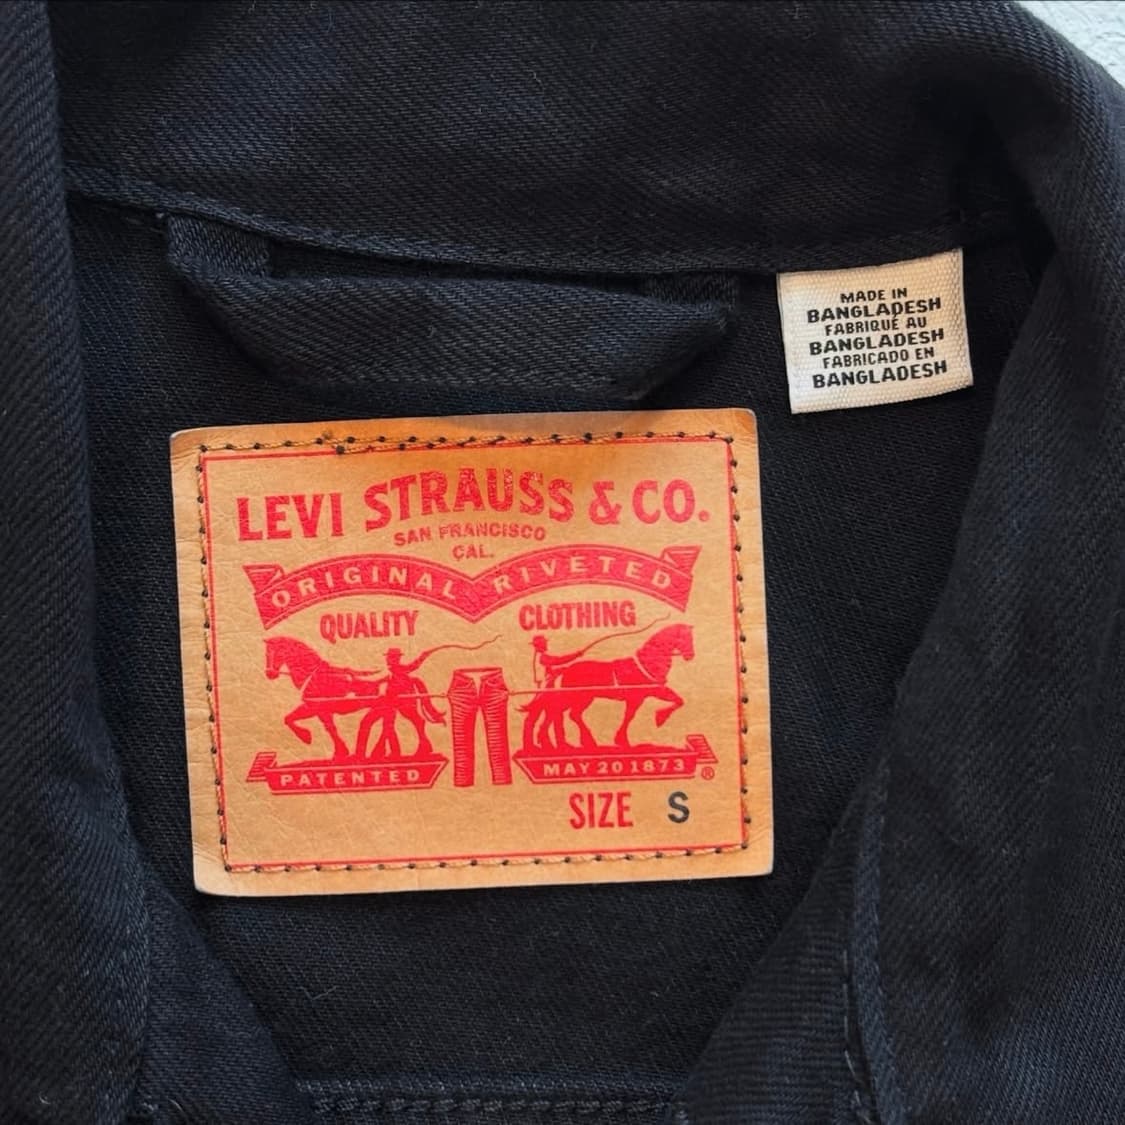 MADE IN
BANGLADESH
FABRIQUÉ AU
BANGLADESH
FABRICADO EN
BANGLADESH
LEVI STRAUSS & CO.
SAN FRANCISCO
CAL.
ORIGINAL RIVETED
QUALITY CLOTHING
PATENTED MAY 20 1873 ®
SIZE S